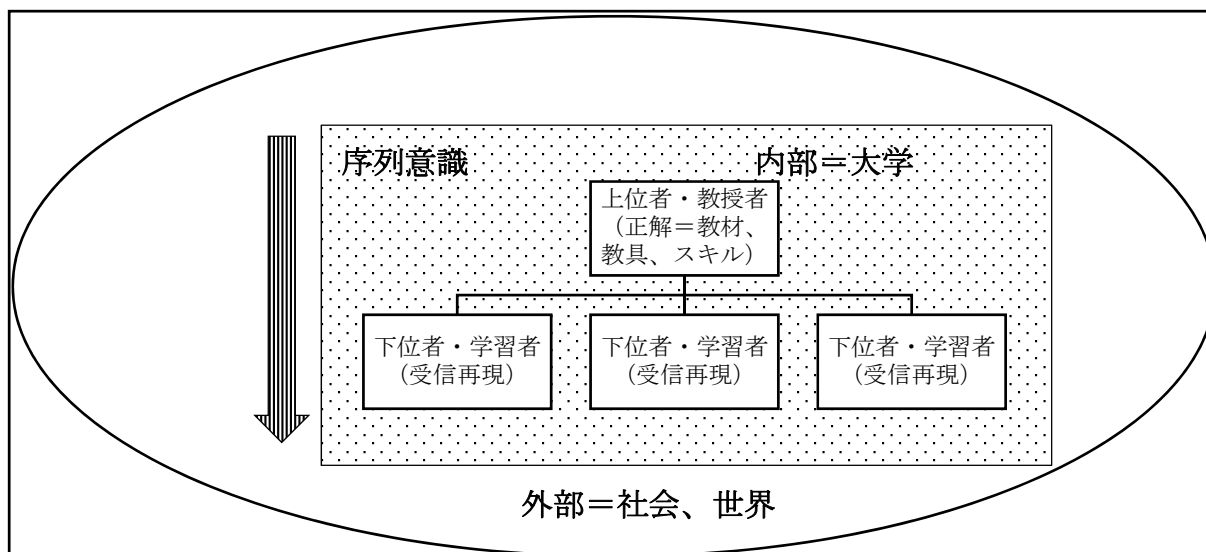 序列意識
内部＝大学
上位者・教授者
（正解＝教材、
教具、スキル）
下位者・学習者
（受信再現）
下位者・学習者
（受信再現）
下位者・学習者
（受信再現）
外部＝社会、世界